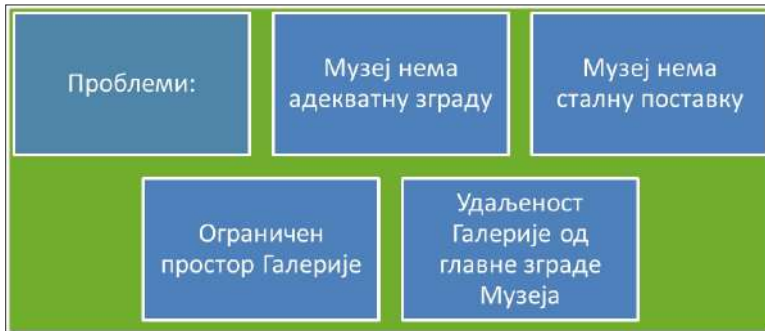 Проблеми:
Музеј нема
адекватну зграду
Музеј нема
сталну поставку
Ограничен
простор Галерије
Удаљеност
Галерије од
главне зграде
Музеја